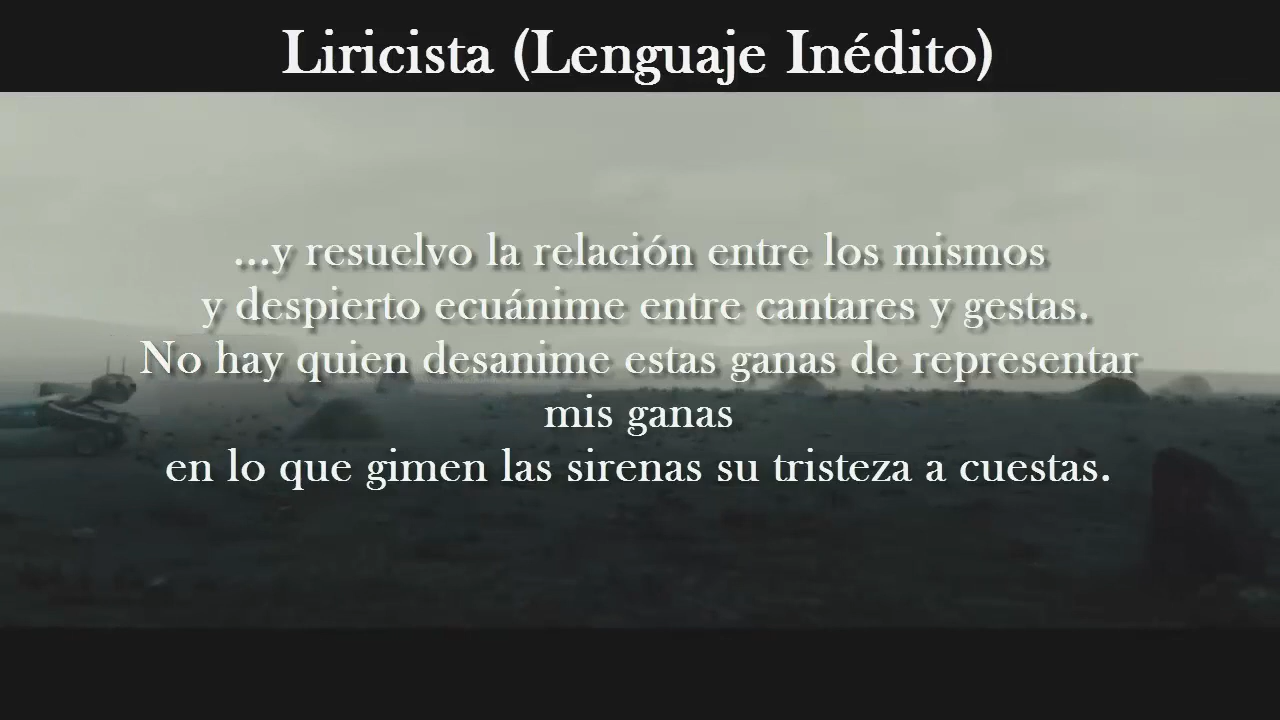 Liricista (Lenguaje Inédito)
...y resuelvo la relación entre los mismos
y despierto ecuánime entre cantares y gestas.
No hay quien desanime estas ganas de representar
mis ganas
en lo que gimen las sirenas su tristeza a cuestas.